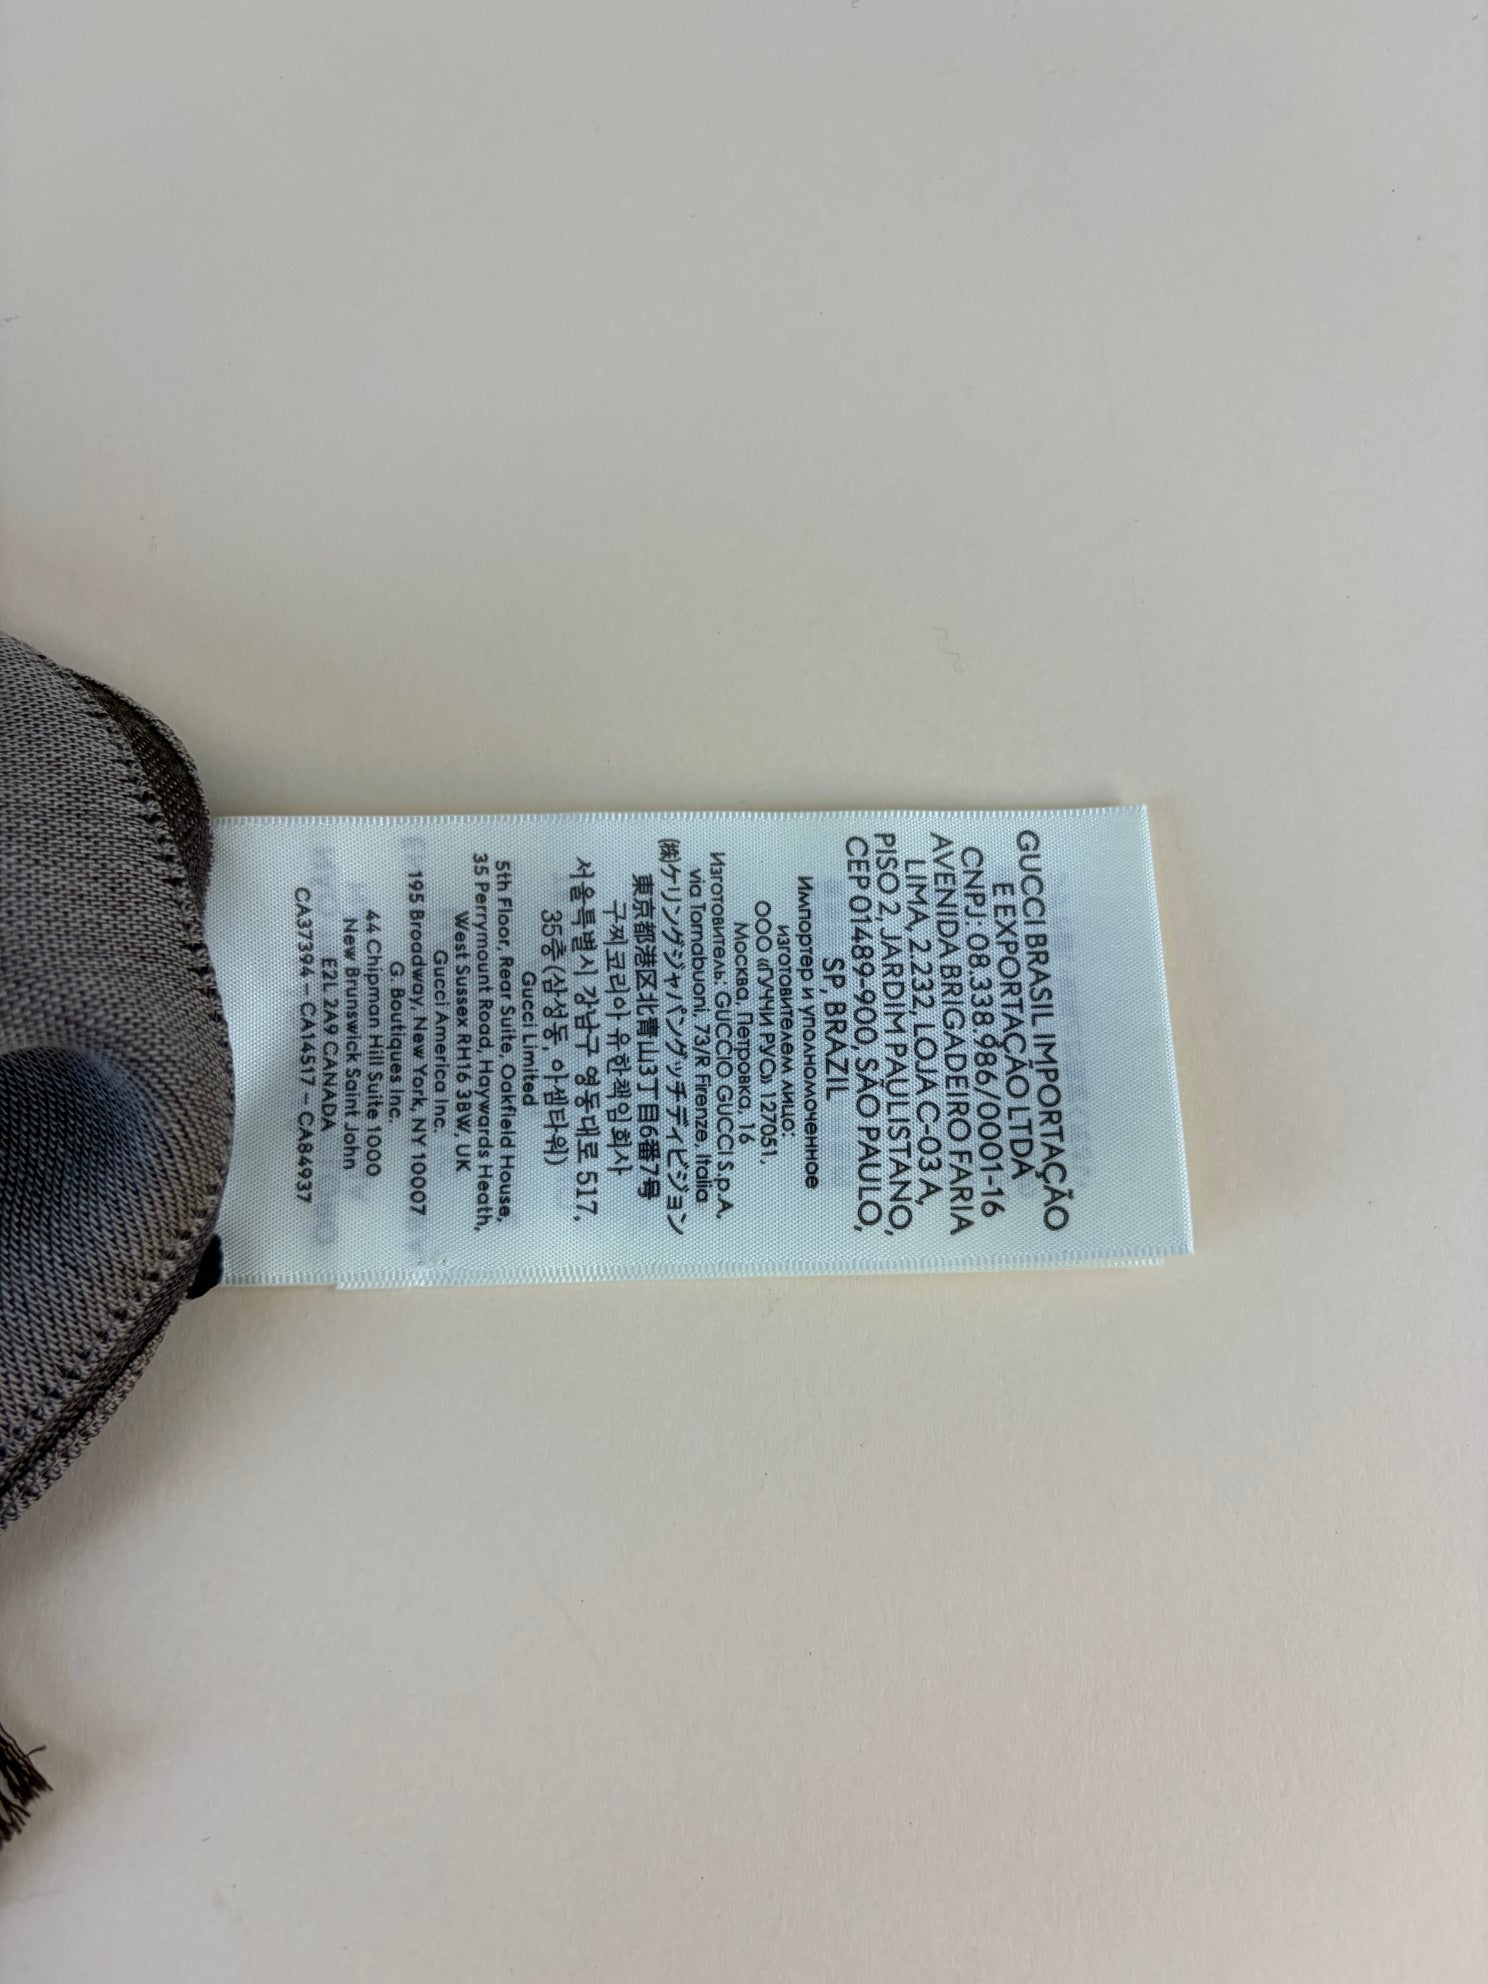 GUCCI BRASIL IMPORTAÇÃO
E EXPORTAÇÃO LTDA
CNPJ: 08.338.986/0001-16
AVENIDA BRIGADEIRO FARIA
LIMA, 2.232, LOJA C-03 A,
PISO 2, JARDIM PAULISTANO,
CEP 01489-900, SÃO PAULO,
SP, BRAZIL
Импортер и уполномоченное
изготовителем лицо:
ООО «ГУЧЧИ РУС» 127051,
Москва, Петровка, 16
Изготовитель: GUCCIO GUCCI S.p.A.
via Tornabuoni, 73/R Firenze, Italia
㈱ケリングジャパングッチディビジョン
東京都港区北青山3丁目6番7号
구찌코리아 유한책임회사
서울특별시 강남구 영동대로 517,
35층 (삼성동, 아셈타워)
Gucci Limited
5th Floor, Rear Suite, Oakfield House,
35 Perrymount Road, Haywards Heath,
West Sussex RH16 3BW, UK
Gucci America Inc.
195 Broadway, New York, NY 10007
G. Boutiques Inc.
44 Chipman Hill Suite 1000
New Brunswick Saint John
E2L 2A9 CANADA
CA37394 – CA14517 – CA84937